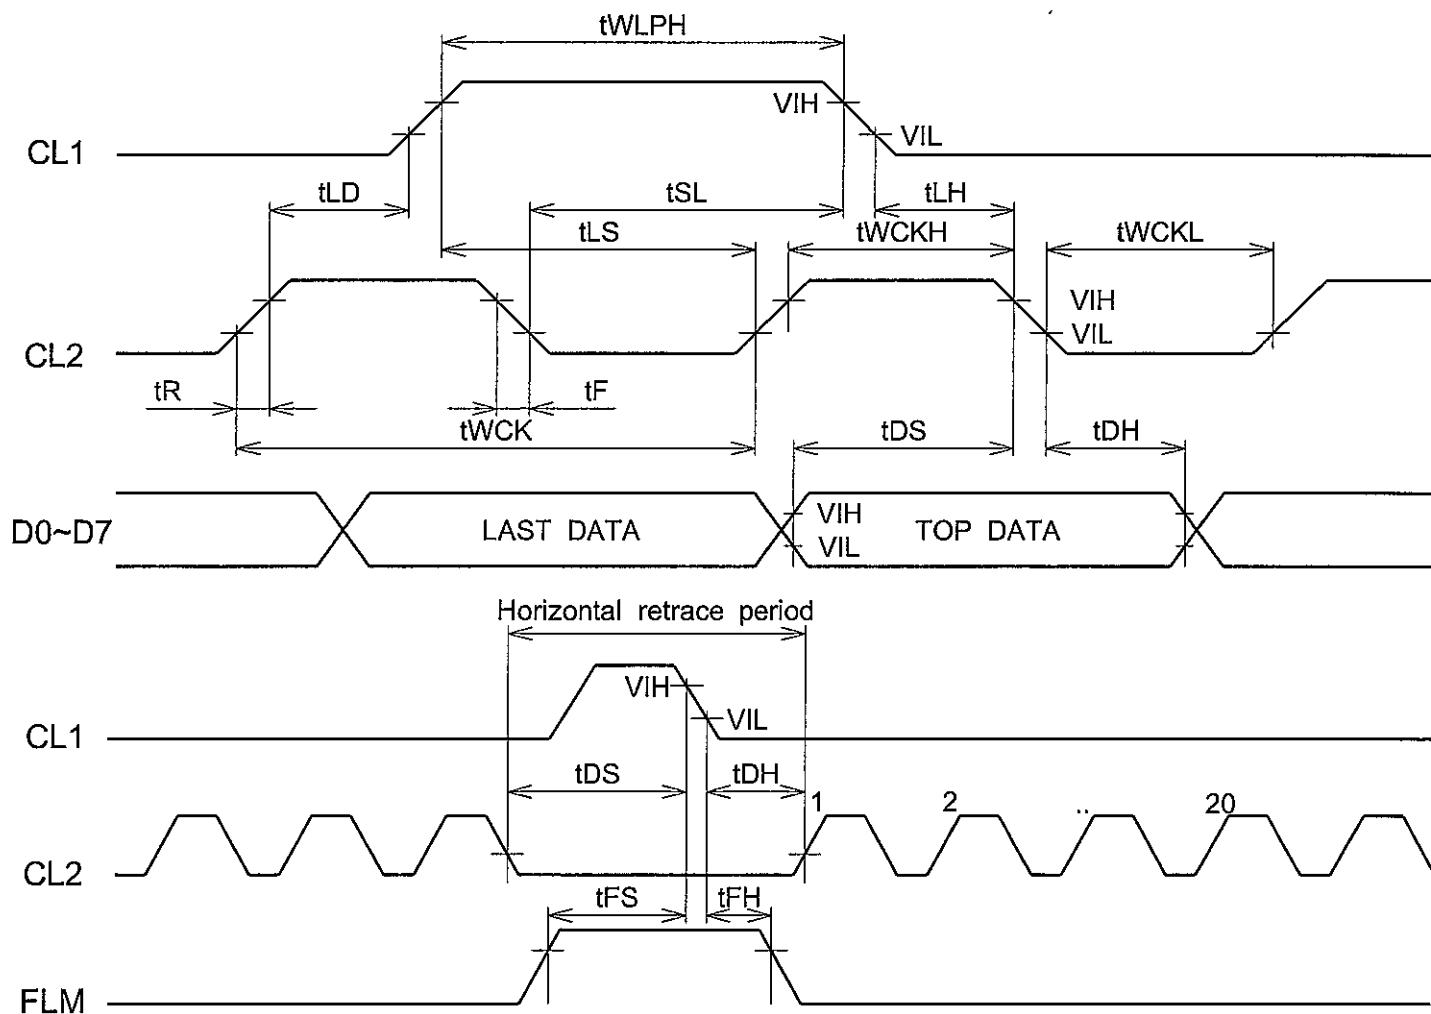 tWLPH
VIH
CL1
VIL
tLD
tSL
tLH
tLS
tWCKH
tWCKL
VIH
CL2
VIL
tR
tF
tWCK
tDS
tDH
D0~D7
LAST DATA
VIH
VIL
TOP DATA
Horizontal retrace period
VIH
CL1
VIL
tDS
tDH
1
2
..
20
CL2
tFS
tFH
FLM